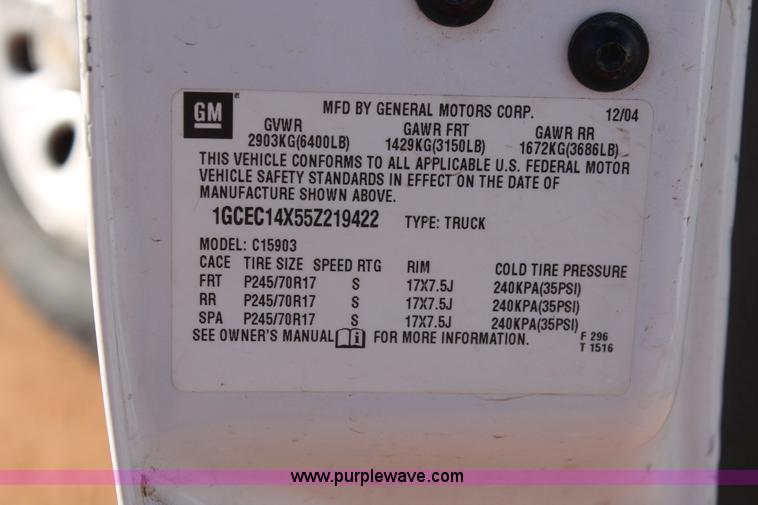 GM® MFD BY GENERAL MOTORS CORP. 12/04
GVWR GAWR FRT GAWR RR
2903KG(6400LB) 1429KG(3150LB) 1672KG(3686LB)
THIS VEHICLE CONFORMS TO ALL APPLICABLE U.S. FEDERAL MOTOR
VEHICLE SAFETY STANDARDS IN EFFECT ON THE DATE OF
MANUFACTURE SHOWN ABOVE.
1GCEC14X55Z219422 TYPE: TRUCK
MODEL: C15903
CACE TIRE SIZE SPEED RTG RIM COLD TIRE PRESSURE
FRT P245/70R17 S 17X7.5J 240KPA(35PSI)
RR P245/70R17 S 17X7.5J 240KPA(35PSI)
SPA P245/70R17 S 17X7.5J 240KPA(35PSI)
SEE OWNER'S MANUAL i FOR MORE INFORMATION. F 296
T 1516
www.purplewave.com